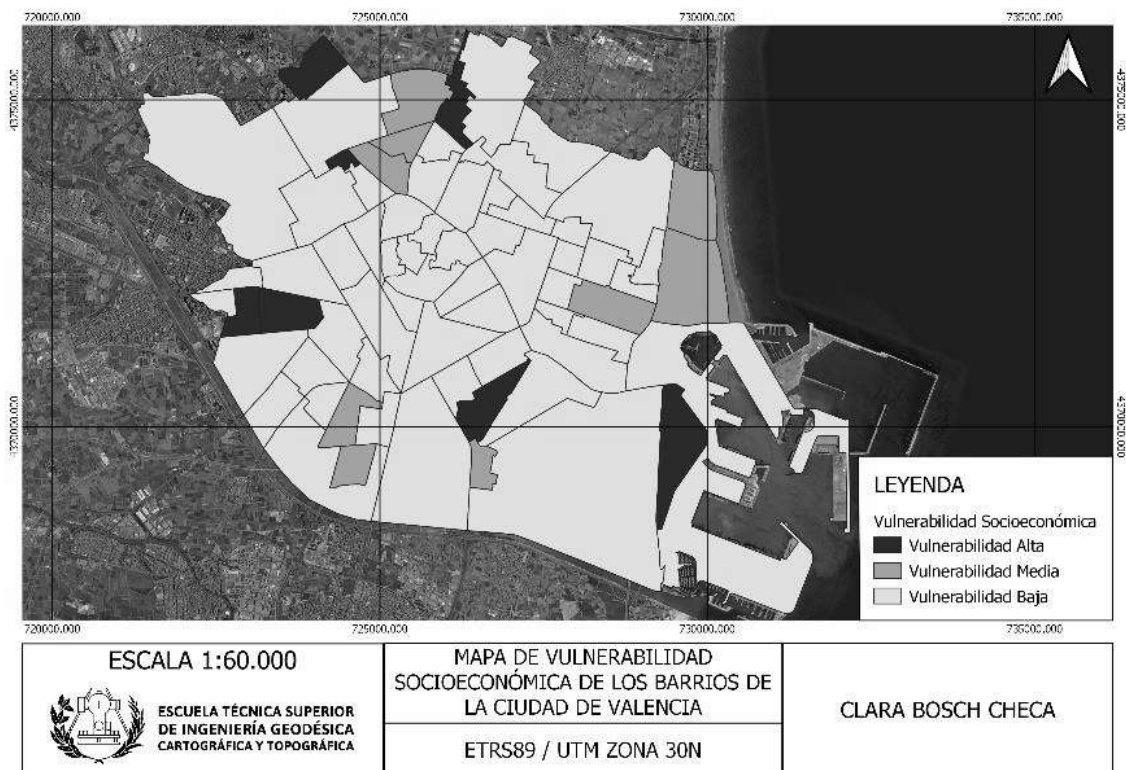 720000.000 725000.000 730000.000 735000.000
4375000.000 4375000.000
4370000.000 4370000.000
LEYENDA
Vulnerabilidad Socioeconómica
Vulnerabilidad Alta
Vulnerabilidad Media
Vulnerabilidad Baja
720000.000 725000.000 730000.000 735000.000
ESCALA 1:60.000
ESCUELA TÉCNICA SUPERIOR
DE INGENIERÍA GEODÉSICA
CARTOGRÁFICA Y TOPOGRÁFICA
MAPA DE VULNERABILIDAD
SOCIOECONÓMICA DE LOS BARRIOS DE
LA CIUDAD DE VALENCIA
ETRS89 / UTM ZONA 30N
CLARA BOSCH CHECA